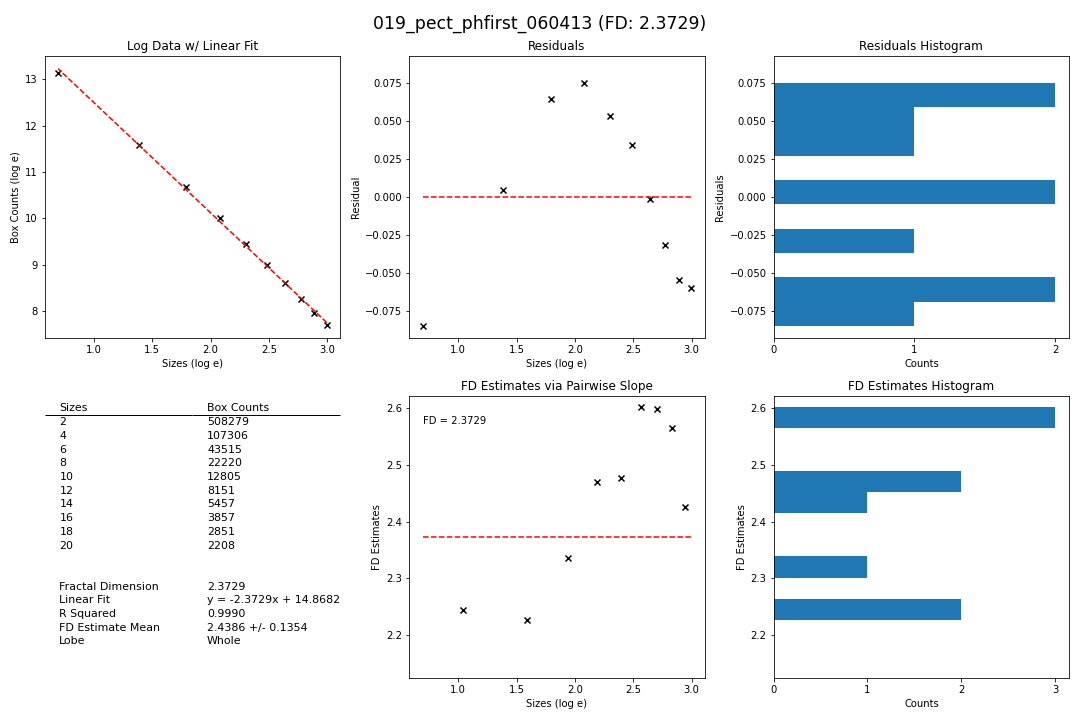 019_pect_phfirst_060413 (FD: 2.3729)
Log Data w/ Linear Fit
Box Counts (log e)
13
12
11
10
9
8
1.0 1.5 2.0 2.5 3.0
Sizes (log e)
Residuals
Residual
0.075
0.050
0.025
0.000
−0.025
−0.050
−0.075
1.0 1.5 2.0 2.5 3.0
Sizes (log e)
Residuals Histogram
Residuals
0.075
0.050
0.025
0.000
−0.025
−0.050
−0.075
0 1 2
Counts
Sizes Box Counts
2 508279
4 107306
6 43515
8 22220
10 12805
12 8151
14 5457
16 3857
18 2851
20 2208
Fractal Dimension 2.3729
Linear Fit y = -2.3729x + 14.8682
R Squared 0.9990
FD Estimate Mean 2.4386 +/- 0.1354
Lobe Whole
FD Estimates via Pairwise Slope
FD = 2.3729
FD Estimates
2.6
2.5
2.4
2.3
2.2
1.0 1.5 2.0 2.5 3.0
Sizes (log e)
FD Estimates Histogram
FD Estimates
2.6
2.5
2.4
2.3
2.2
0 1 2 3
Counts